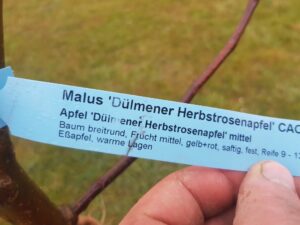 Malus 'Dülmener Herbstrosenapfel' CAC
Apfel 'Dülmener Herbstrosenapfel' mittel
Baum breitrund, Frucht mittel, gelb+rot, saftig, fest, Reife 9 - 1
Eßapfel, warme Lagen